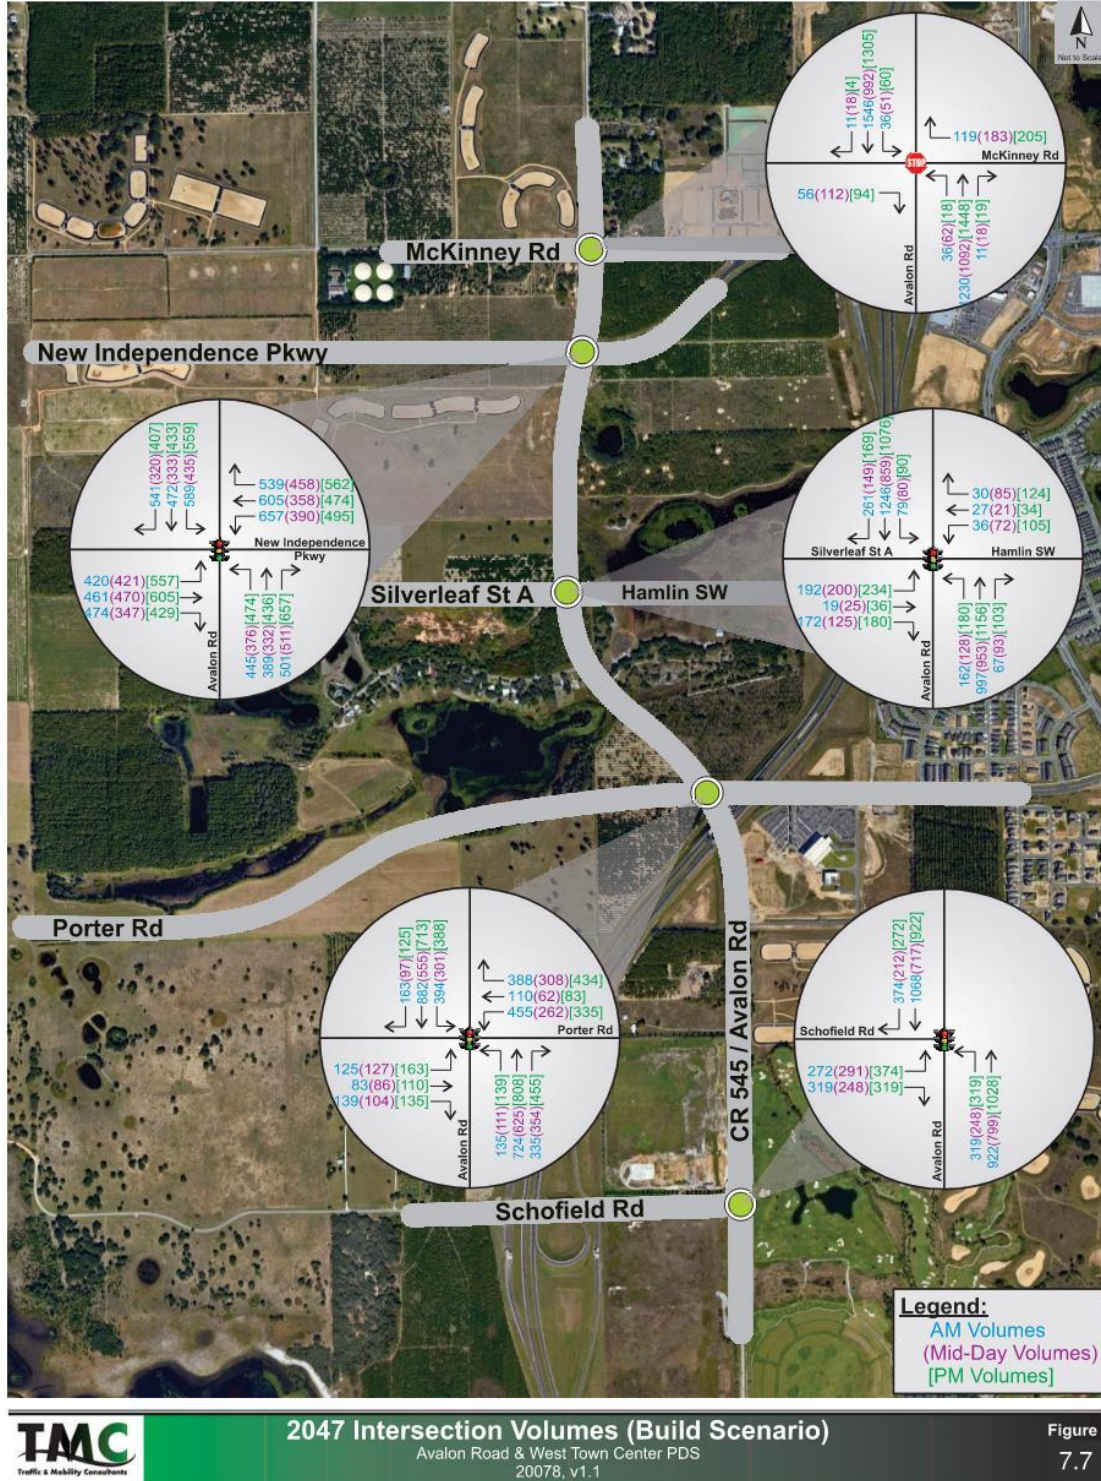 N
Not to Scale
11(18)[4]
1546(992)[1305]
36(51)[60]
119(183)[205]
McKinney Rd
STOP
56(112)[94]
Avalon Rd
36(62)[18]
1230(1092)[1448]
11(18)[19]
McKinney Rd
New Independence Pkwy
541(320)[407]
472(333)[433]
589(435)[559]
539(458)[562]
605(358)[474]
657(390)[495]
New Independence
Pkwy
420(421)[557]
461(470)[605]
474(347)[429]
Avalon Rd
445(376)[474]
389(332)[436]
501(511)[657]
261(149)[169]
1246(859)[1076]
79(80)[90]
30(85)[124]
27(21)[34]
36(72)[105]
Silverleaf St A
Hamlin SW
192(200)[234]
19(25)[36]
172(125)[180]
Avalon Rd
162(128)[180]
997(953)[1156]
67(93)[103]
Silverleaf St A
Hamlin SW
Porter Rd
163(97)[125]
882(555)[713]
394(301)[388]
388(308)[434]
110(62)[83]
455(262)[335]
Porter Rd
125(127)[163]
83(86)[110]
139(104)[135]
Avalon Rd
135(111)[139]
724(625)[808]
335(354)[455]
CR 545 / Avalon Rd
374(212)[272]
1068(717)[922]
Schofield Rd
272(291)[374]
319(248)[319]
Avalon Rd
319(248)[319]
922(799)[1028]
Schofield Rd
Legend:
AM Volumes
(Mid-Day Volumes)
[PM Volumes]
TMC
Traffic & Mobility Consultants
2047 Intersection Volumes (Build Scenario)
Avalon Road & West Town Center PDS
20078, v1.1
Figure
7.7